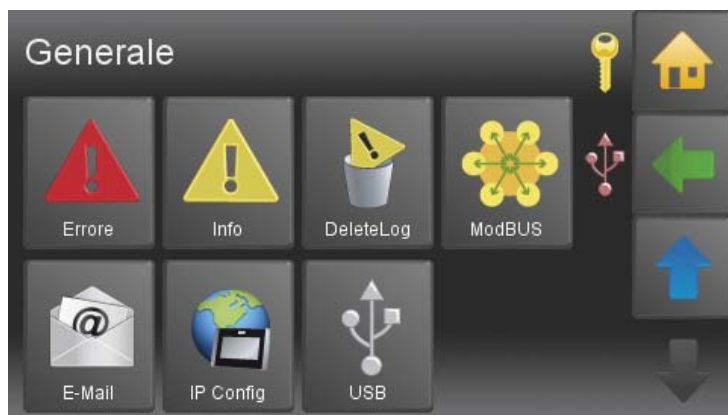 Generale
Errore
Info
DeleteLog
ModBUS
@
E-Mail
IP Config
USB